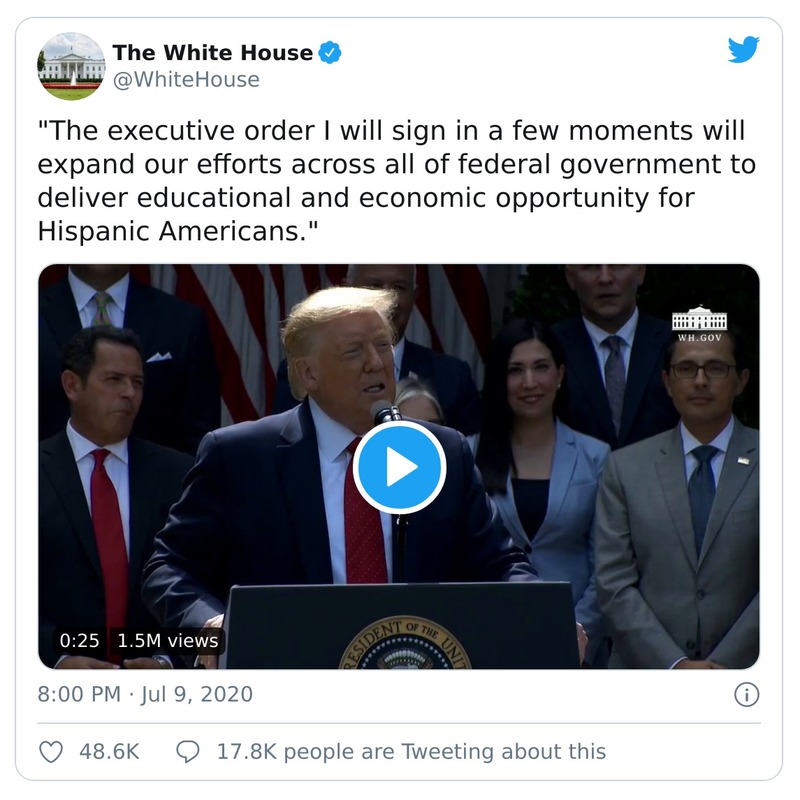 The White House
@WhiteHouse
"The executive order I will sign in a few moments will
expand our efforts across all of federal government to
deliver educational and economic opportunity for
Hispanic Americans."
WH.GOV
PRESIDENT OF THE UNIT
0:25 1.5M views
8:00 PM · Jul 9, 2020
48.6K 17.8K people are Tweeting about this